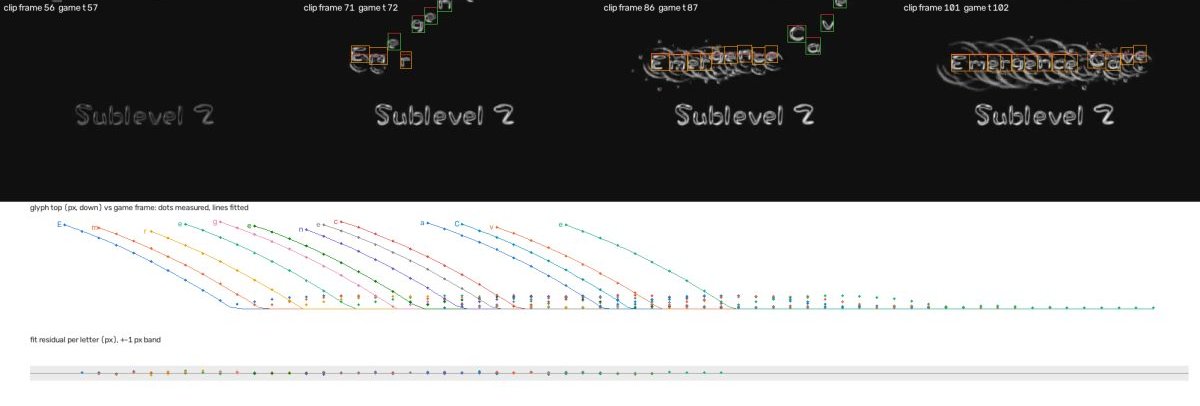 clip frame 56 game t 57
clip frame 71 game t 72
clip frame 86 game t 87
clip frame 101 game t 102
Em e r g e n
Emergence C a v e
Emergence Cave
Sublevel 2
Sublevel 2
Sublevel 2
Sublevel 2
glyph top (px, down) vs game frame: dots measured, lines fitted
E m r e g e n e c a C v e
fit residual per letter (px), +-1 px band